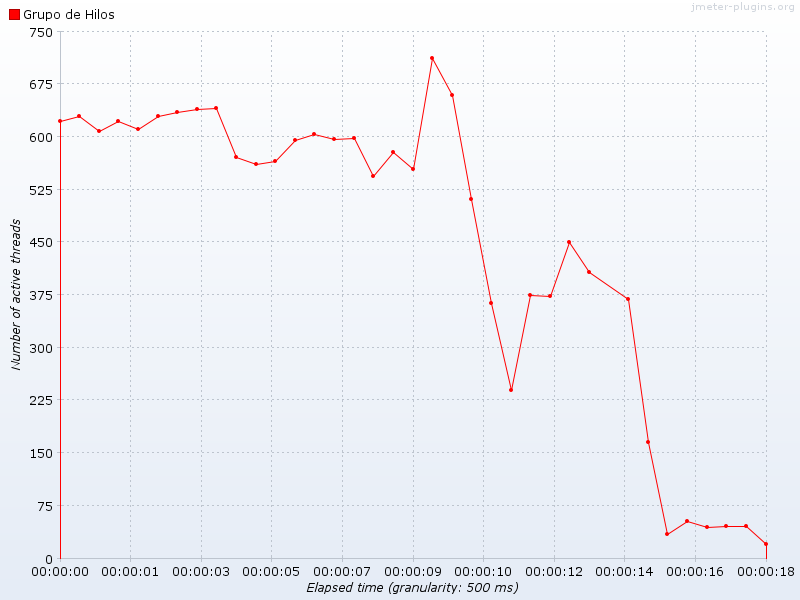 jmeter-plugins.org
Grupo de Hilos
750
675
600
525
450
375
300
225
150
75
0
Number of active threads
00:00:00 00:00:01 00:00:03 00:00:05 00:00:07 00:00:09 00:00:10 00:00:12 00:00:14 00:00:16 00:00:18
Elapsed time (granularity: 500 ms)